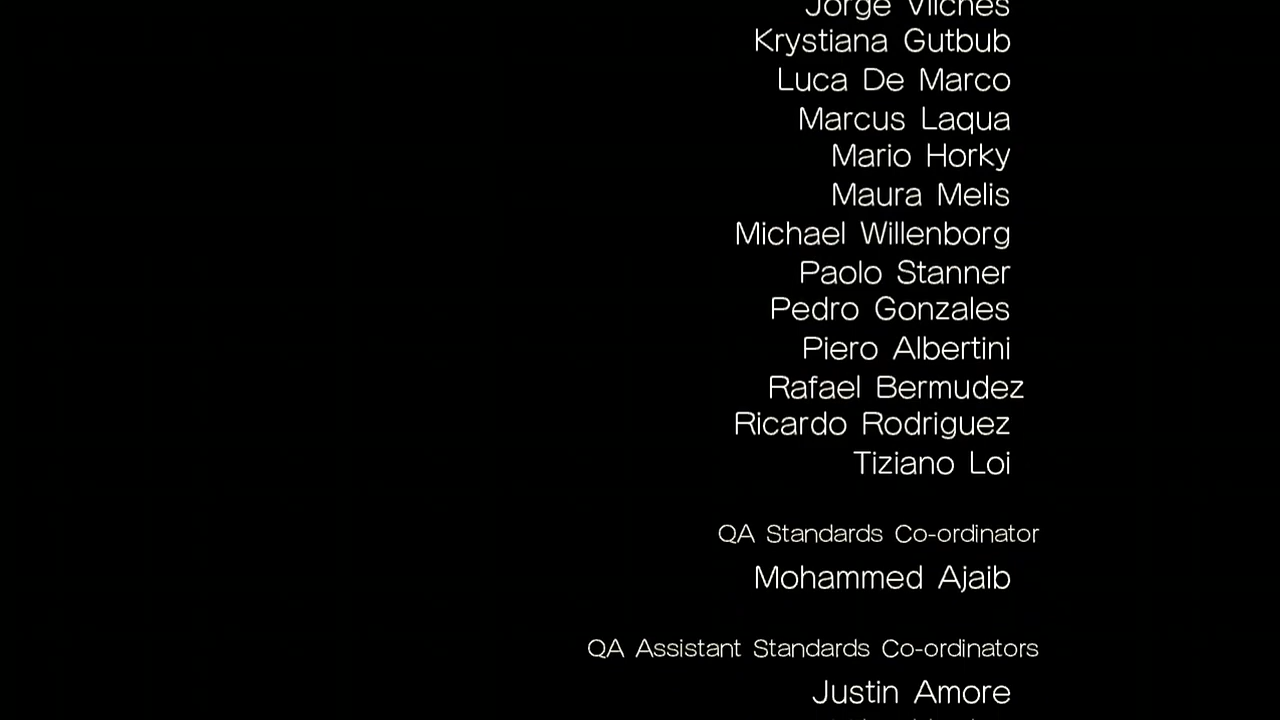 Jorge Vilches
Krystiana Gutbub
Luca De Marco
Marcus Laqua
Mario Horky
Maura Melis
Michael Willenborg
Paolo Stanner
Pedro Gonzales
Piero Albertini
Rafael Bermudez
Ricardo Rodriguez
Tiziano Loi
QA Standards Co-ordinator
Mohammed Ajaib
QA Assistant Standards Co-ordinators
Justin Amore